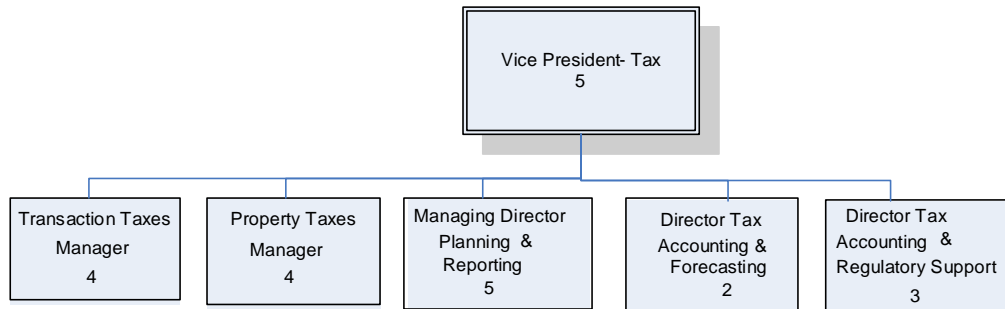 Vice President- Tax
5
Transaction Taxes
Manager
4
Property Taxes
Manager
4
Managing Director
Planning &
Reporting
5
Director Tax
Accounting &
Forecasting
2
Director Tax
Accounting &
Regulatory Support
3